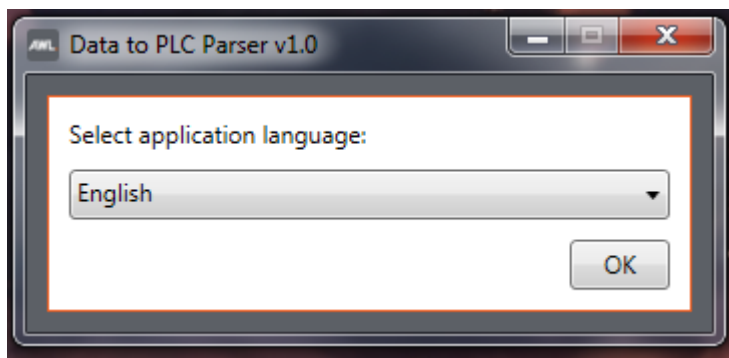 AWL Data to PLC Parser v1.0
Select application language:
English
OK